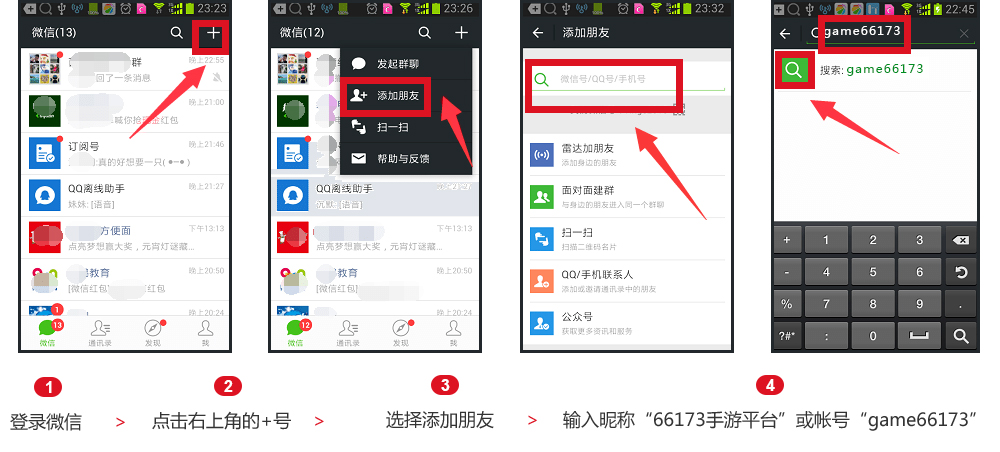 23:23
微信(13)
群
晚上22:55
回了一条消息
晚上21:00
喊你抢现金红包
订阅号
晚上21:46
真的好想要一只(
QQ离线助手
晚上21:27
妹妹: [语音]
方便面
下午13:13
点亮梦想赢大奖，元宵灯谜藏...
教育
晚上20:50
[微信红包]
晚上20:26
1
13
微信
通讯录
发现
我
23:26
微信(12)
发起群聊
添加朋友
扫一扫
帮助与反馈
QQ离线助手
沉默: [语音]
下午13:13
点亮梦想赢大奖，元宵灯谜藏...
教育
晚上20:50
[微信红包]
晚上20:26
12
微信
通讯录
发现
我
23:32
添加朋友
微信号/QQ号/手机号
雷达加朋友
添加身边的朋友
面对面建群
与身边的朋友进入同一个群聊
扫一扫
扫描二维码名片
QQ/手机联系人
添加或邀请通讯录中的朋友
公众号
获取更多资讯和服务
22:45
game66173
搜索: game66173
+ 1 2 3
- 4 5 6
% 7 8 9 .
?#* : 0
1 2 3 4
登录微信 > 点击右上角的+号 > 选择添加朋友 > 输入昵称“66173手游平台”或帐号“game66173”